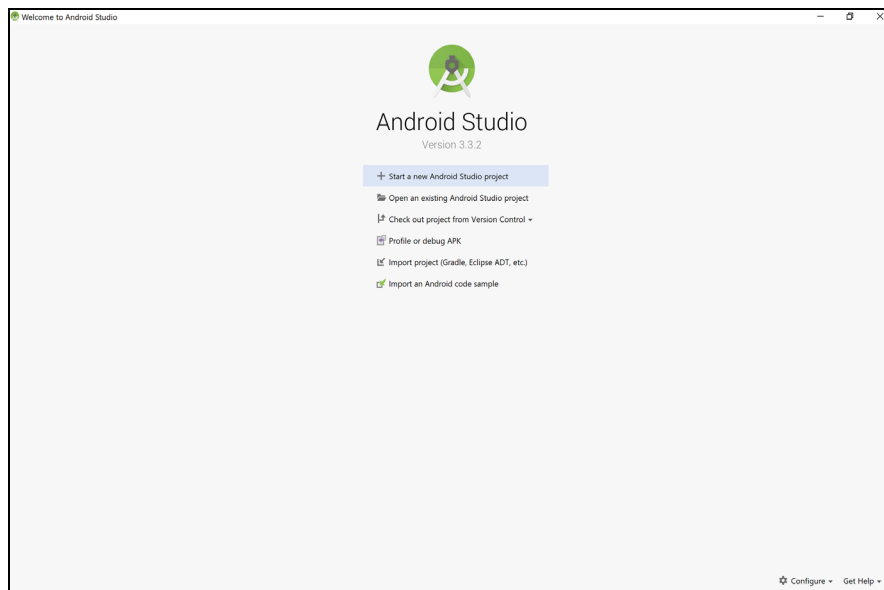 Welcome to Android Studio
Android Studio
Version 3.3.2
Start a new Android Studio project
Open an existing Android Studio project
Check out project from Version Control
Profile or debug APK
Import project (Gradle, Eclipse ADT, etc.)
Import an Android code sample
Configure Get Help